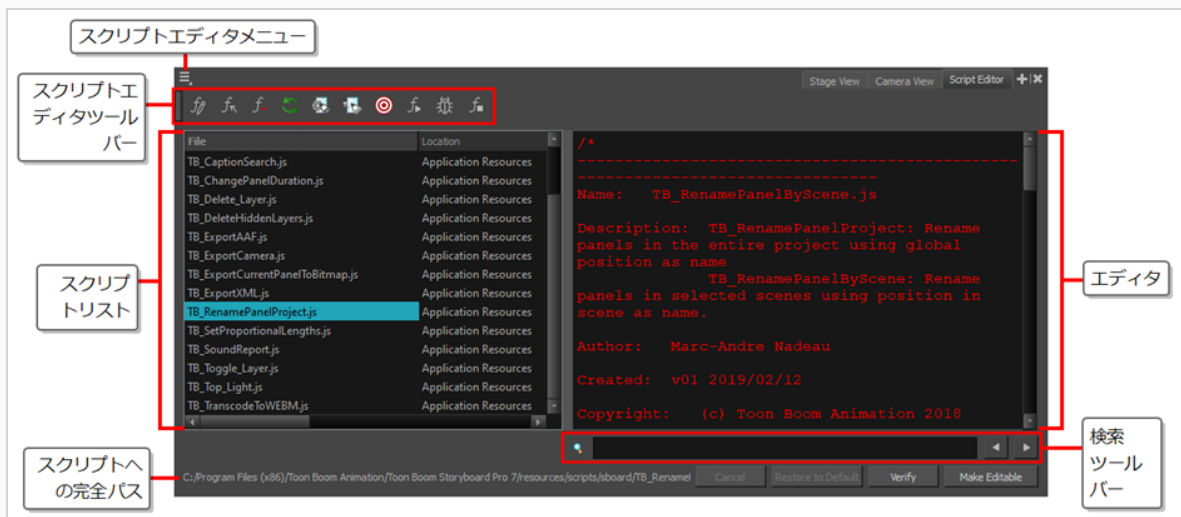 スクリプトエディタメニュー
スクリプトエ
ディタツール
バー
Stage View
Camera View
Script Editor
File
Location
TB_CaptionSearch.js
Application Resources
TB_ChangePanelDuration.js
Application Resources
TB_Delete_Layer.js
Application Resources
TB_DeleteHiddenLayers.js
Application Resources
TB_ExportAAF.js
Application Resources
TB_ExportCamera.js
Application Resources
TB_ExportCurrentPanelToBitmap.js
Application Resources
TB_ExportXML.js
Application Resources
TB_RenamePanelProject.js
Application Resources
TB_SetProportionalLengths.js
Application Resources
TB_SoundReport.js
Application Resources
TB_Toggle_Layer.js
Application Resources
TB_Top_Light.js
Application Resources
TB_TranscodeToWEBM.js
Application Resources
スクリプ
トリスト
/*
-----------------------------------------------
--------------------------------
Name: TB_RenamePanelByScene.js
Description: TB_RenamePanelProject: Rename
panels in the entire project using global
position as name
TB_RenamePanelByScene: Rename
panels in selected scenes using position in
scene as name.
Author: Marc-Andre Nadeau
Created: v01 2019/02/12
Copyright: (c) Toon Boom Animation 2018
エディタ
検索
ツール
バー
スクリプトへ
の完全パス
C:/Program Files (x86)/Toon Boom Animation/Toon Boom Storyboard Pro 7/resources/scripts/sboard/TB_Renamel
Cancel
Restore to Default
Verify
Make Editable